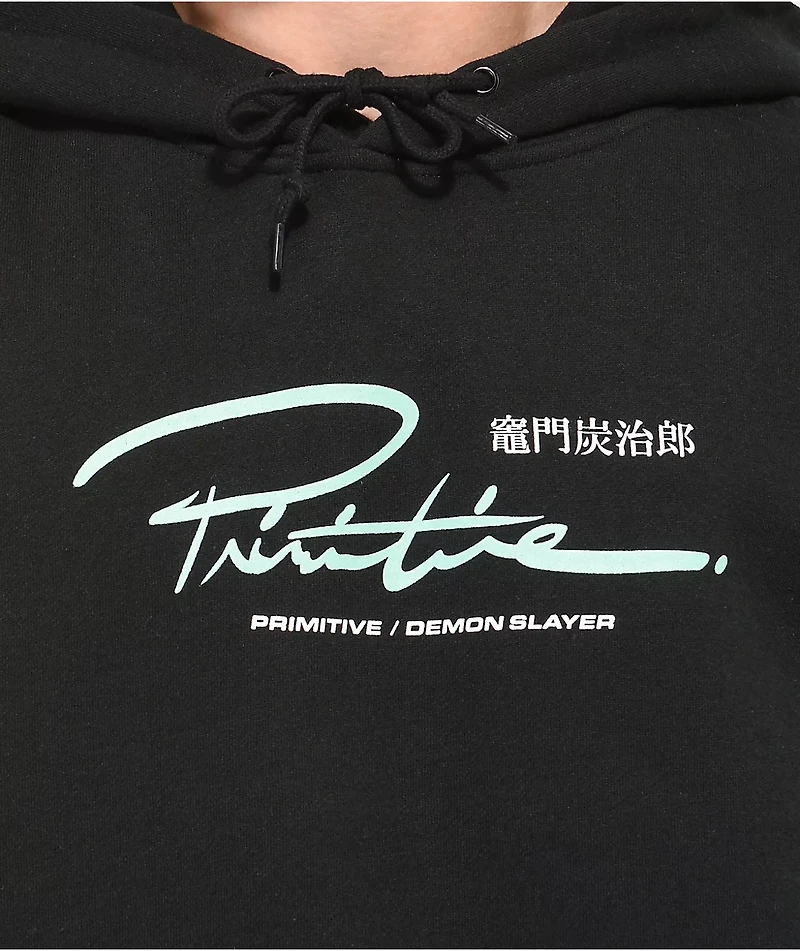 竈門炭治郎
Primitive.
PRIMITIVE / DEMON SLAYER